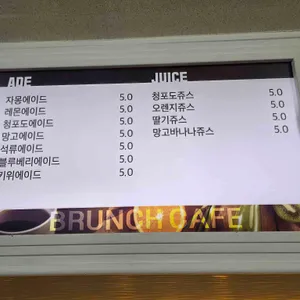 ADE
자몽에이드 5.0
레몬에이드 5.0
청포도에이드 5.0
망고에이드 5.0
석류에이드 5.0
블루베리에이드 5.0
키위에이드 5.0
JUICE
청포도쥬스 5.0
오렌지쥬스 5.0
딸기쥬스 5.0
망고바나나쥬스 5.0
BRUNCH CAFE